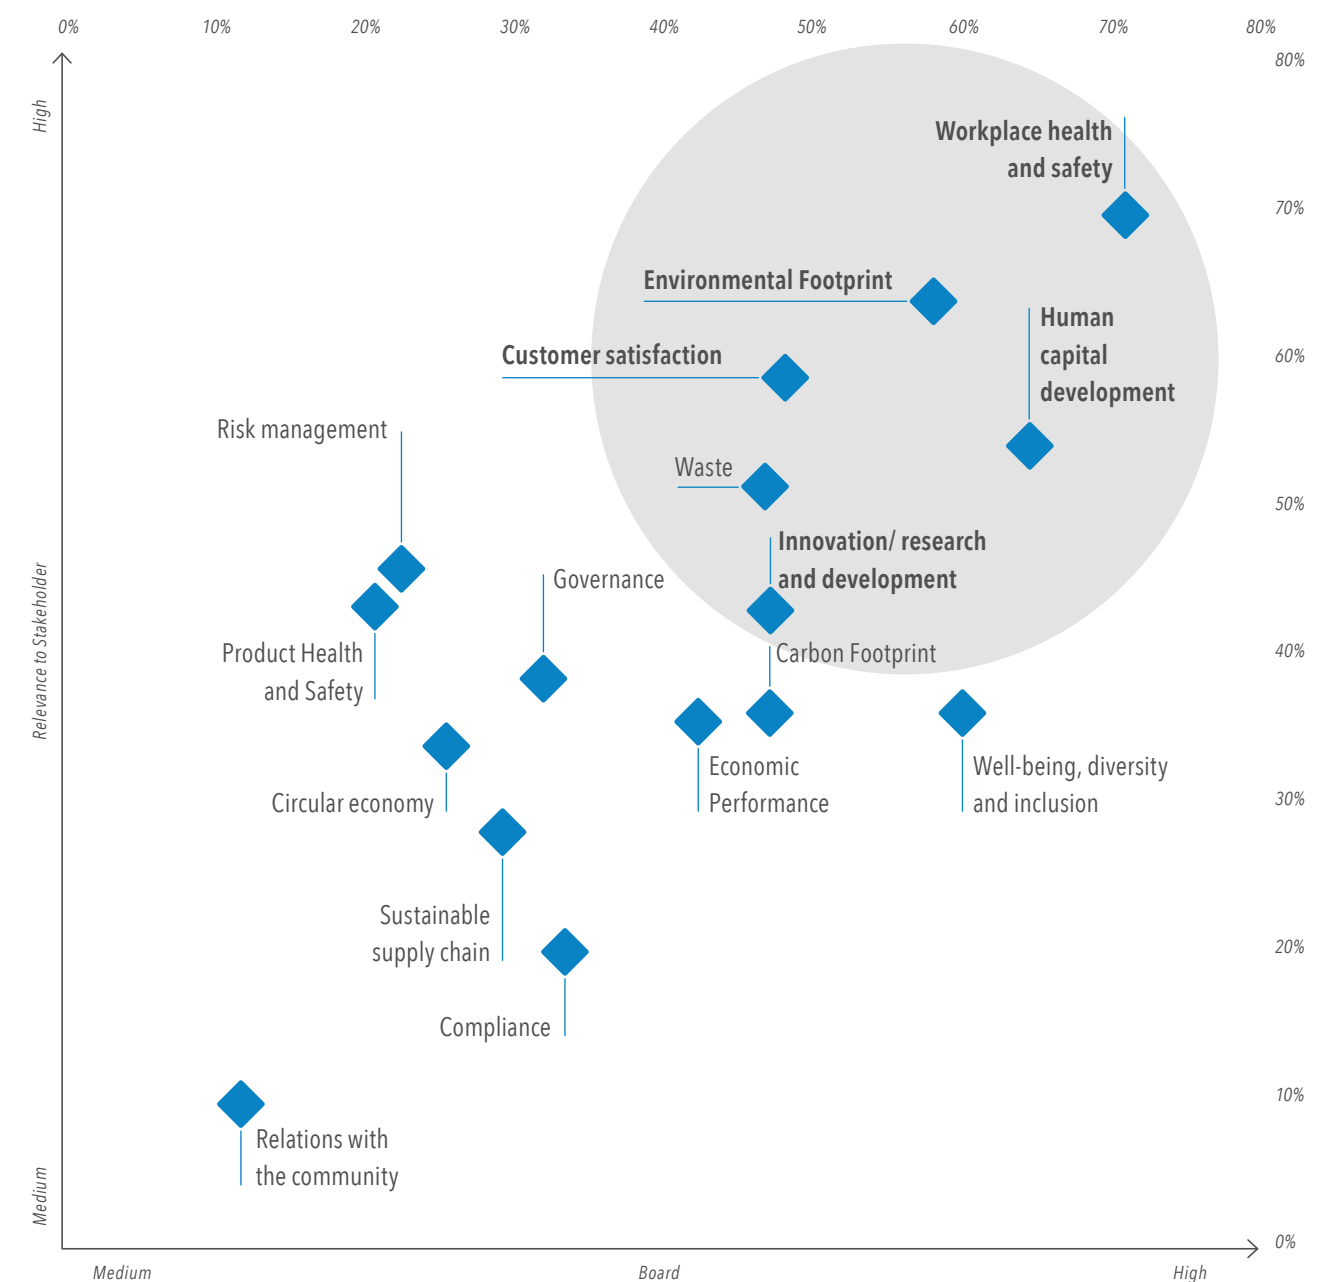 0% 10% 20% 30% 40% 50% 60% 70% 80%
80%
High
Workplace health
and safety
70%
Environmental Footprint
Human
capital
development
Customer satisfaction
60%
Risk management
Waste
50%
Innovation/ research
and development
Governance
Relevance to Stakeholder
Product Health
and Safety
Carbon Footprint
40%
Economic
Performance
Well-being, diversity
and inclusion
Circular economy
30%
Sustainable
supply chain
20%
Compliance
10%
Relations with
the community
Medium
0%
Medium Board High